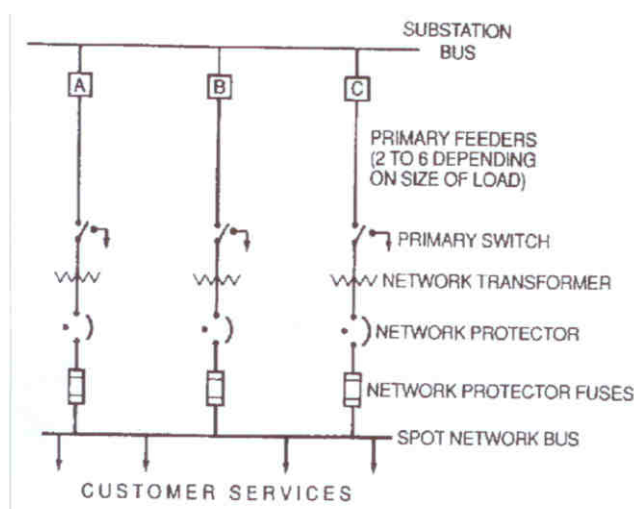 SUBSTATION
BUS
A
B
C
PRIMARY FEEDERS
(2 TO 6 DEPENDING
ON SIZE OF LOAD)
PRIMARY SWITCH
NETWORK TRANSFORMER
NETWORK PROTECTOR
NETWORK PROTECTOR FUSES
SPOT NETWORK BUS
CUSTOMER SERVICES